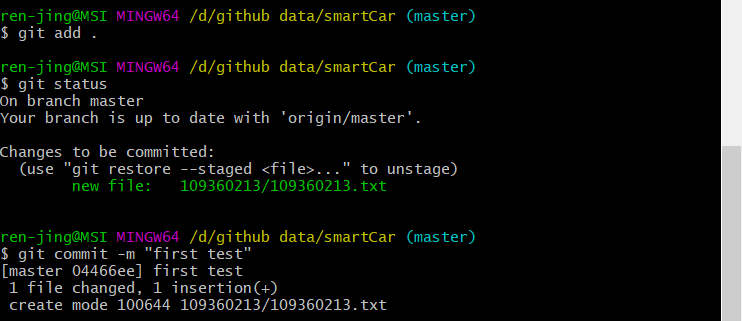 ren-jing@MSI MINGW64 /d/github data/smartCar (master)
$ git add .
ren-jing@MSI MINGW64 /d/github data/smartCar (master)
$ git status
On branch master
Your branch is up to date with 'origin/master'.
Changes to be committed:
  (use "git restore --staged <file>..." to unstage)
        new file:   109360213/109360213.txt
ren-jing@MSI MINGW64 /d/github data/smartCar (master)
$ git commit -m "first test"
[master 04466ee] first test
 1 file changed, 1 insertion(+)
 create mode 100644 109360213/109360213.txt